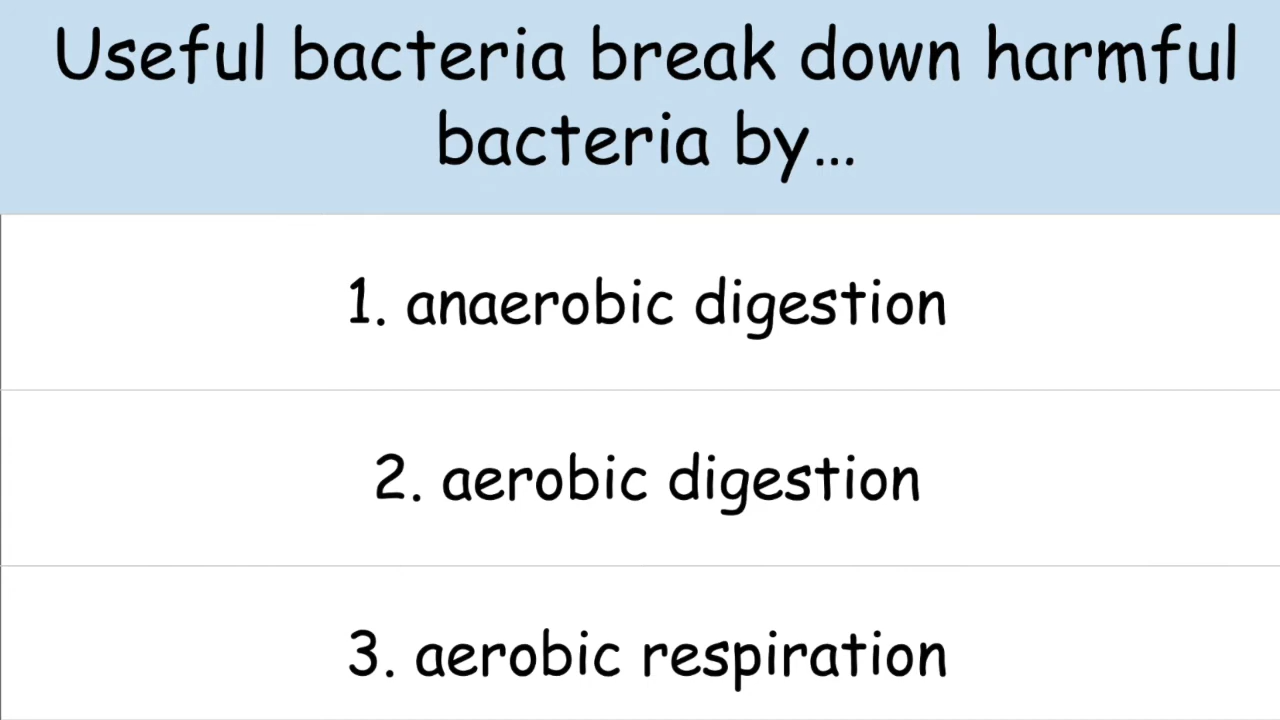 Useful bacteria break down harmful
bacteria by...
1. anaerobic digestion
2. aerobic digestion
3. aerobic respiration